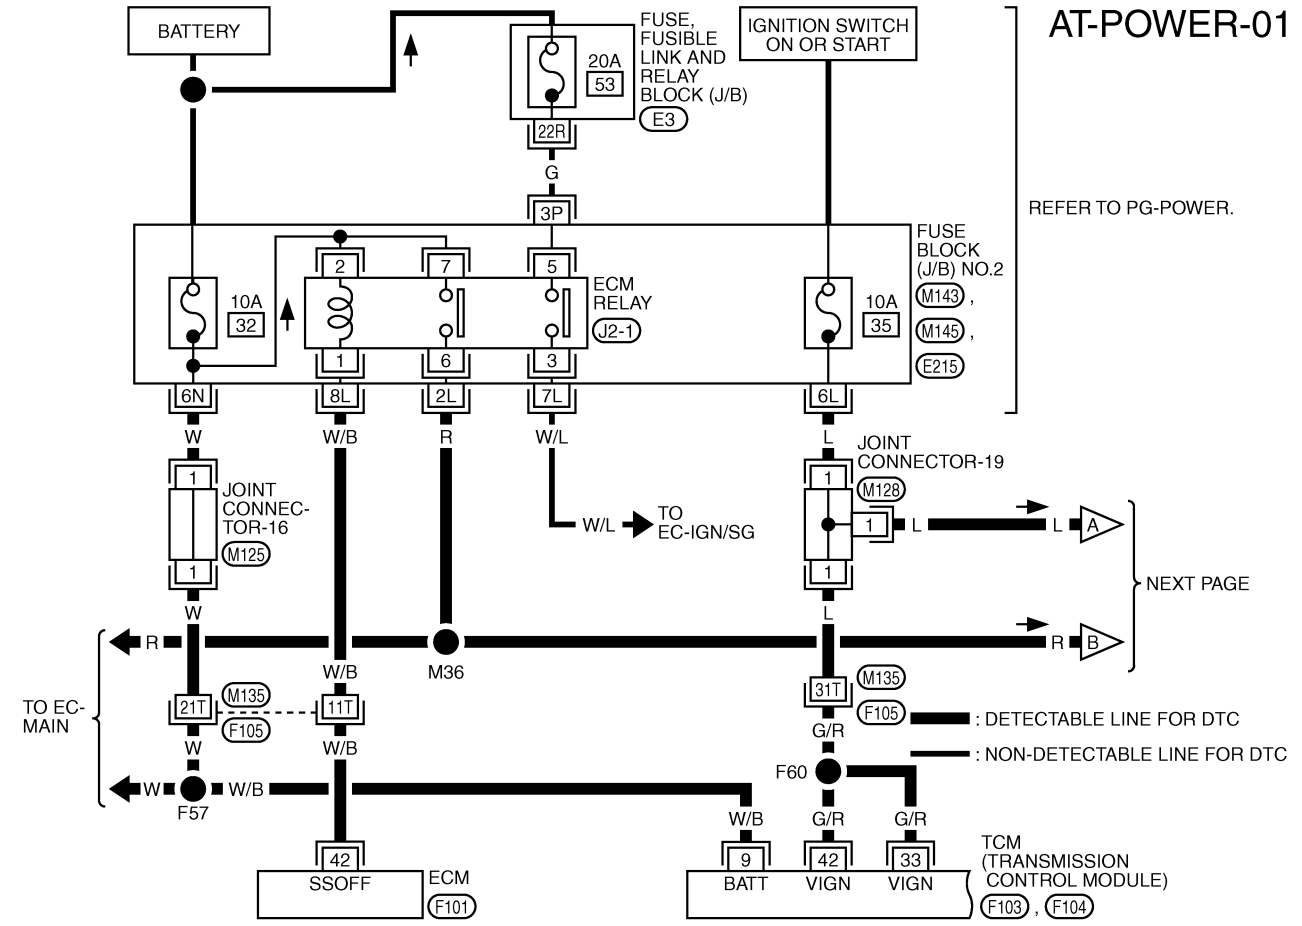 AT-POWER-01
BATTERY
FUSE,
FUSIBLE
LINK AND
RELAY
BLOCK (J/B)
E3
20A
53
22R
G
3P
IGNITION SWITCH
ON OR START
REFER TO PG-POWER.
FUSE
BLOCK
(J/B) NO.2
M143 ,
M145 ,
E215
10A
32
2
7
5
ECM
RELAY
J2-1
1
6
3
10A
35
6N
8L
2L
7L
6L
W
W/B
R
W/L
L
1
JOINT
CONNEC-
TOR-16
M125
1
W
W/L
TO
EC-IGN/SG
JOINT
CONNECTOR-19
M128
1
1
L
L
A
1
L
NEXT PAGE
R
M36
R
B
TO EC-
MAIN
W/B
21T
M135
F105
11T
31T
M135
F105
W
W/B
G/R
: DETECTABLE LINE FOR DTC
: NON-DETECTABLE LINE FOR DTC
W
F57
W/B
F60
W/B
G/R
G/R
42
SSOFF
ECM
F101
9
42
33
BATT
VIGN
VIGN
TCM
(TRANSMISSION
CONTROL MODULE)
F103 , F104